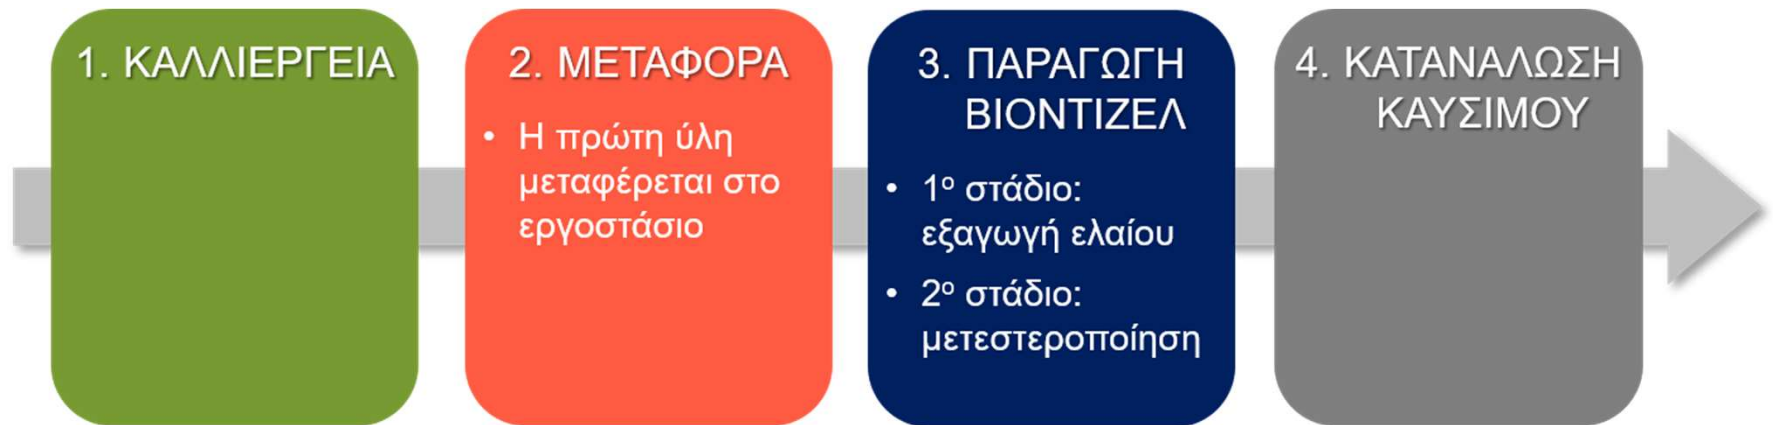 1. ΚΑΛΛΙΕΡΓΕΙΑ
2. ΜΕΤΑΦΟΡΑ
• Η πρώτη ύλη
μεταφέρεται στο
εργοστάσιο
3. ΠΑΡΑΓΩΓΗ
ΒΙΟΝΤΙΖΕΛ
• 1ο στάδιο:
εξαγωγή ελαίου
• 2ο στάδιο:
μετεστεροποίηση
4. ΚΑΤΑΝΑΛΩΣΗ
ΚΑΥΣΙΜΟΥ